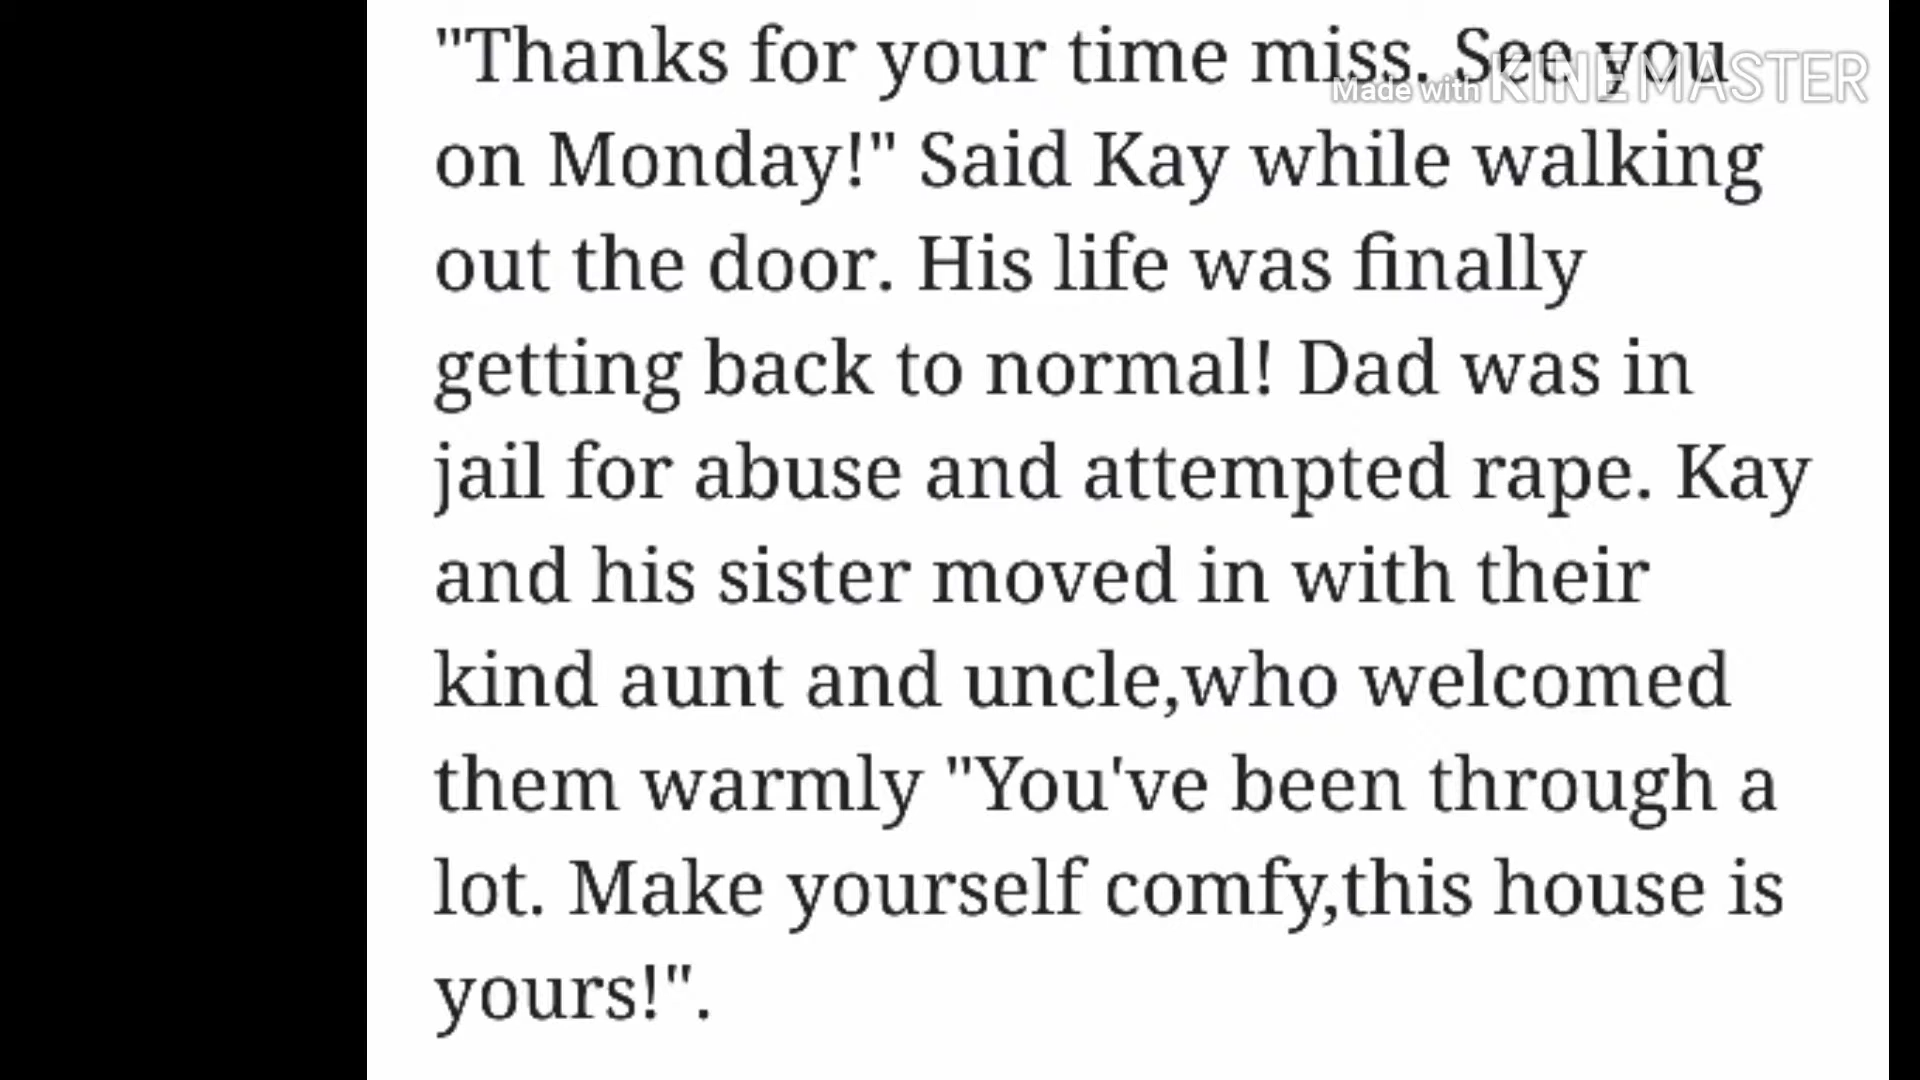 "Thanks for your time miss. See you
Made with KINEMASTER
on Monday!" Said Kay while walking
out the door. His life was finally
getting back to normal! Dad was in
jail for abuse and attempted rape. Kay
and his sister moved in with their
kind aunt and uncle,who welcomed
them warmly "You've been through a
lot. Make yourself comfy,this house is
yours!".